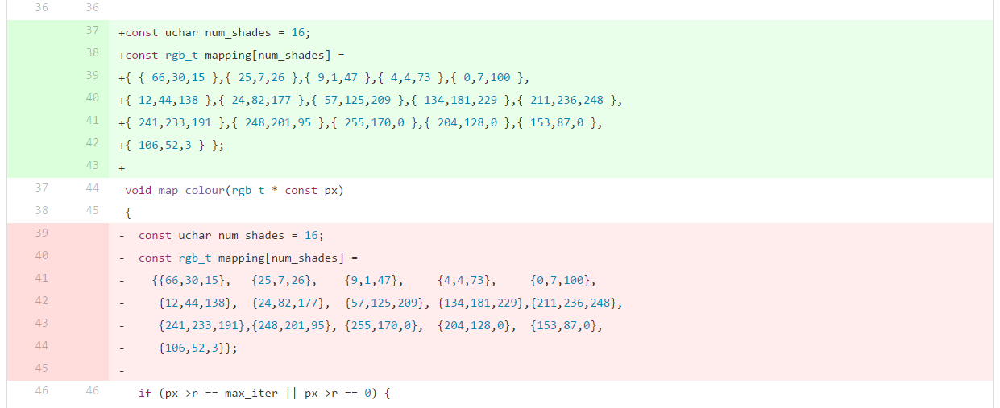 36 36
37 +const uchar num_shades = 16;
38 +const rgb_t mapping[num_shades] =
39 +{ { 66,30,15 },{ 25,7,26 },{ 9,1,47 },{ 4,4,73 },{ 0,7,100 },
40 +{ 12,44,138 },{ 24,82,177 },{ 57,125,209 },{ 134,181,229 },{ 211,236,248 },
41 +{ 241,233,191 },{ 248,201,95 },{ 255,170,0 },{ 204,128,0 },{ 153,87,0 },
42 +{ 106,52,3 } };
43 +
37 44 void map_colour(rgb_t * const px)
38 45 {
39 - const uchar num_shades = 16;
40 - const rgb_t mapping[num_shades] =
41 - {{66,30,15}, {25,7,26}, {9,1,47}, {4,4,73}, {0,7,100},
42 - {12,44,138}, {24,82,177}, {57,125,209}, {134,181,229},{211,236,248},
43 - {241,233,191},{248,201,95}, {255,170,0}, {204,128,0}, {153,87,0},
44 - {106,52,3}};
45 -
46 46 if (px->r == max_iter || px->r == 0) {